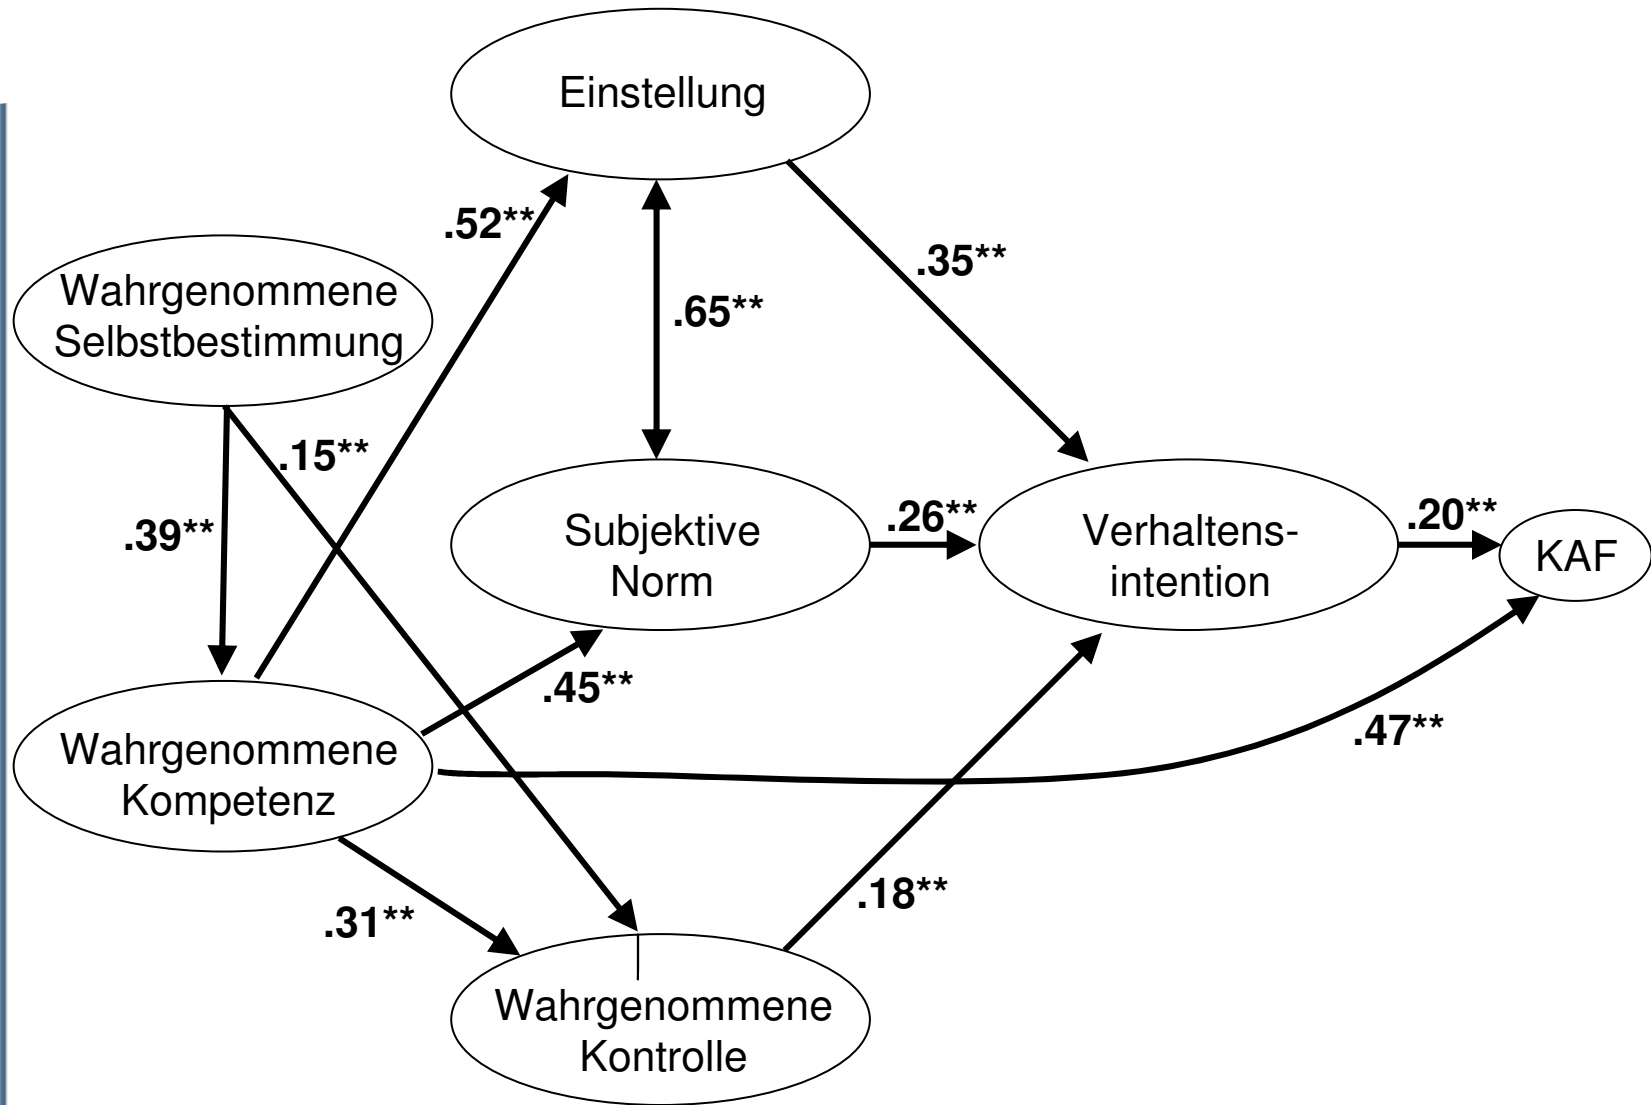 Einstellung
.52**
.35**
Wahrgenommene
Selbstbestimmung
.65**
.15**
.39**
Subjektive
Norm
.26**
Verhaltens-
intention
.20**
KAF
.45**
Wahrgenommene
Kompetenz
.47**
.31**
.18**
Wahrgenommene
Kontrolle